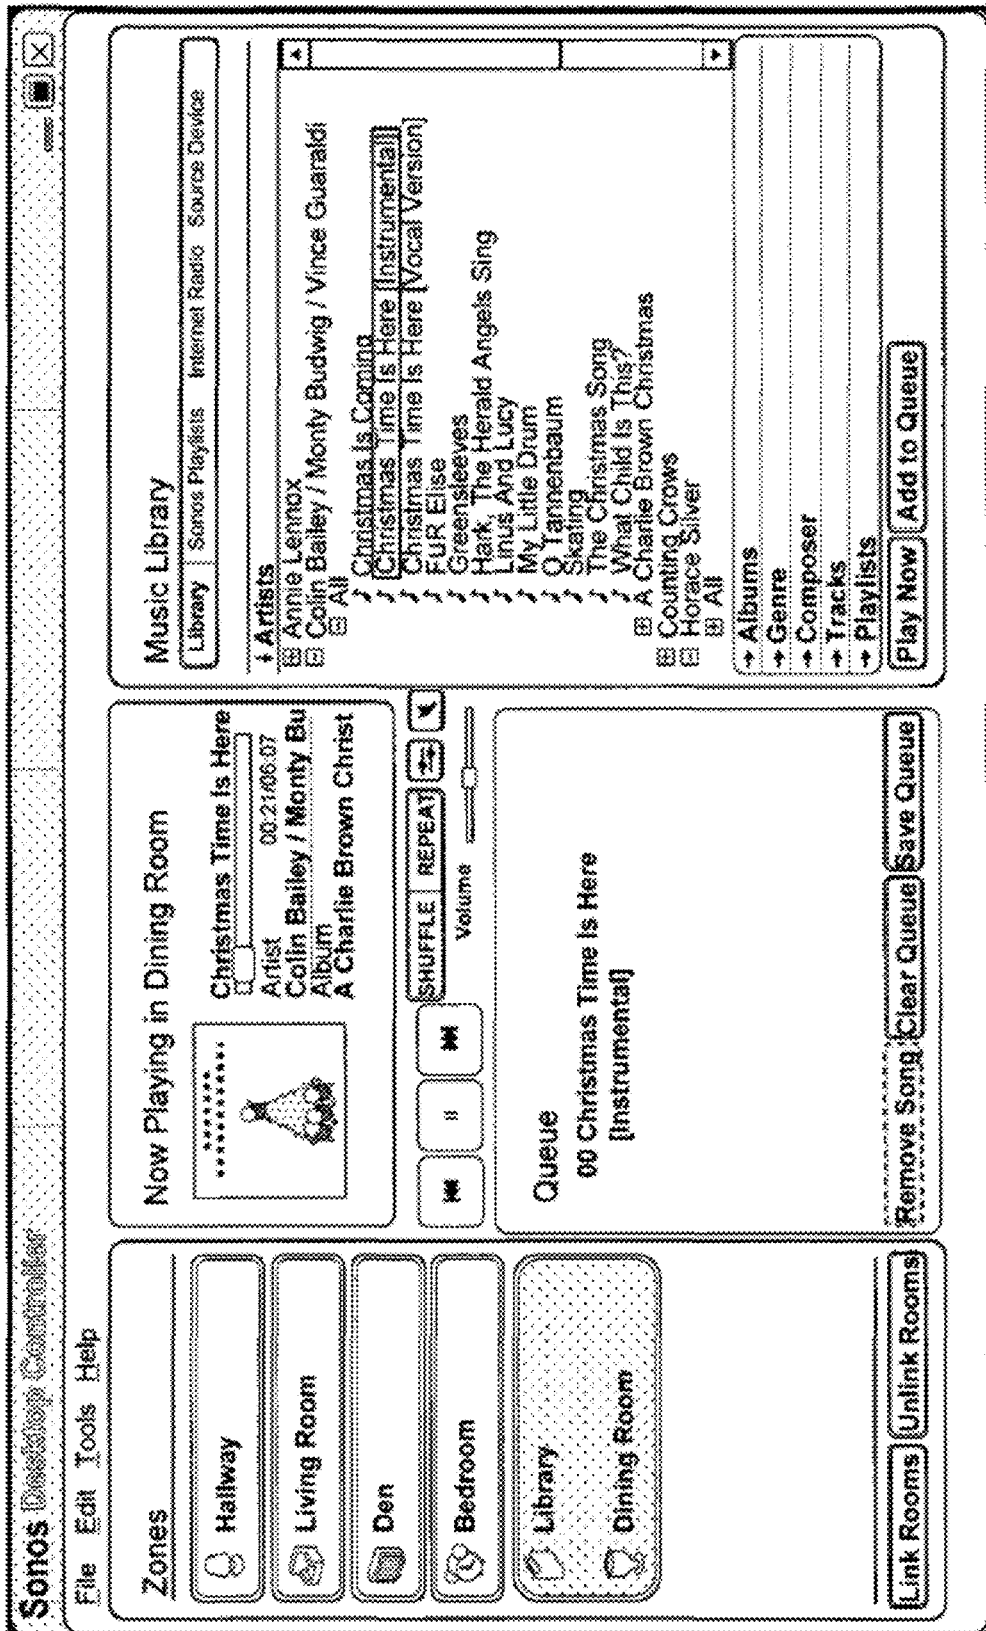 Sonos Desktop Controller
File Edit Tools Help
Zones
Hallway
Living Room
Den
Bedroom
Library
Dining Room
Link Rooms Unlink Rooms
Now Playing in Dining Room
Christmas Time Is Here
00:21/06:07
Artist
Colin Bailey / Monty Bu
Album
A Charlie Brown Christ
SHUFFLE REPEAT
Volume
Queue
00 Christmas Time Is Here
[Instrumental]
Remove Song Clear Queue Save Queue
Music Library
Library Sonos Playlists Internet Radio Source Device
Artists
Annie Lennox
Colin Bailey / Monty Budwig / Vince Guaraldi
All
Christmas Is Coming
Christmas Time Is Here [Instrumental]
Christmas Time Is Here [Vocal Version]
FUR Elise
Greensleeves
Hark, The Herald Angels Sing
Linus And Lucy
My Little Drum
O Tannenbaum
Skating
The Christmas Song
What Child Is This?
A Charlie Brown Christmas
Counting Crows
Horace Silver
All
Albums
Genre
Composer
Tracks
Playlists
Play Now Add to Queue